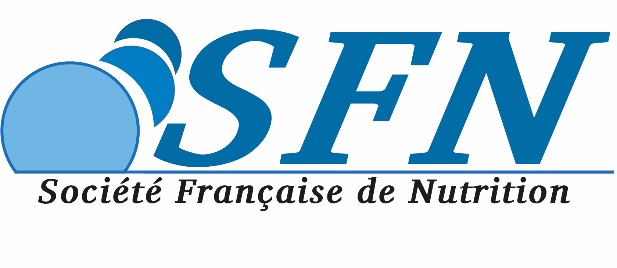 SFN
Société Française de Nutrition